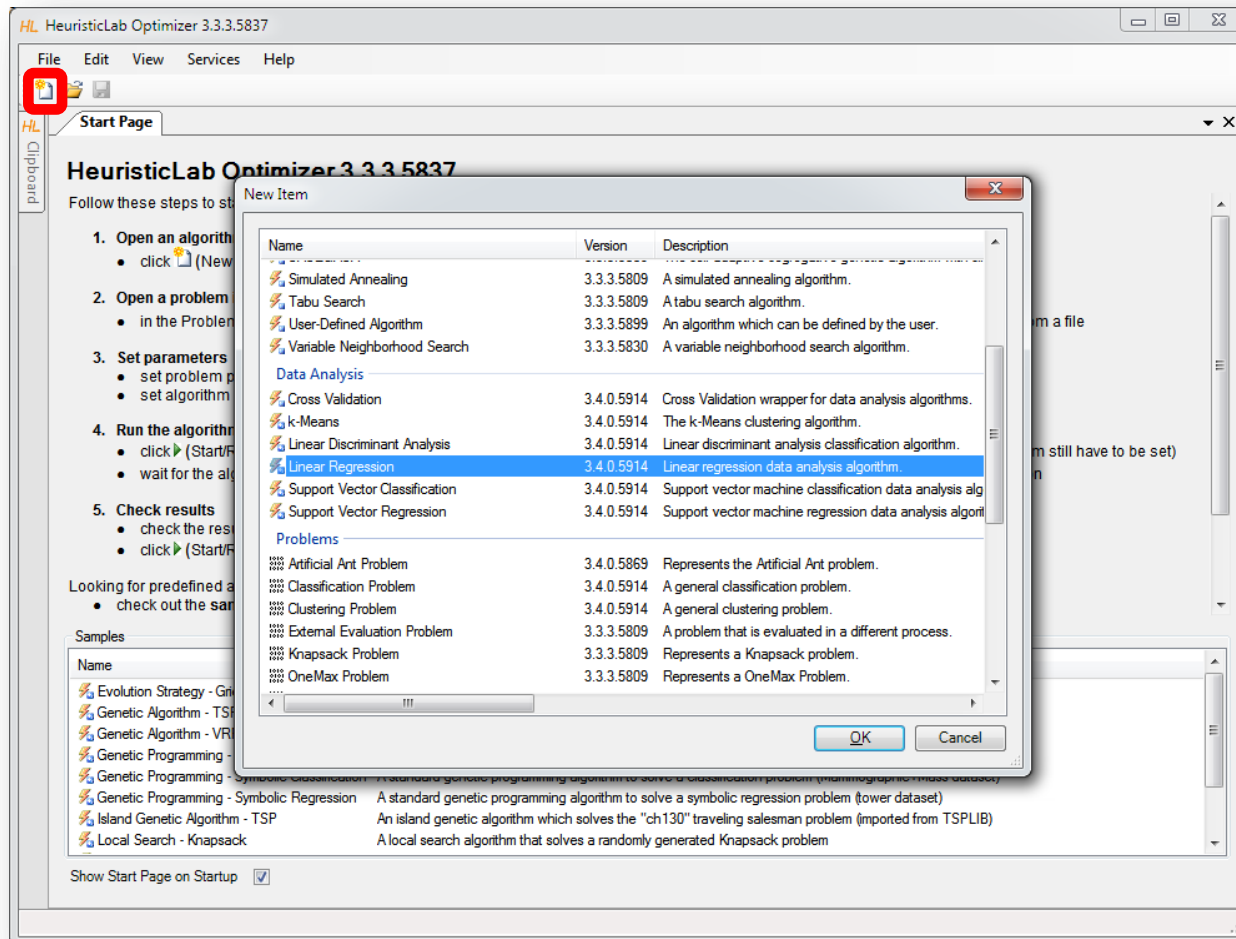 HL HeuristicLab Optimizer 3.3.3.5837
File Edit View Services Help
HL Clipboard
Start Page
HeuristicLab Optimizer 3.3.3.5837
Follow these steps to st
1. Open an algorith
• click (New
2. Open a problem
• in the Problem
om a file
3. Set parameters
• set problem p
• set algorithm
4. Run the algorithm
• click (Start/R
m still have to be set)
• wait for the alg
n
5. Check results
• check the resu
• click (Start/R
Looking for predefined a
• check out the sam
New Item
Name Version Description
Simulated Annealing 3.3.3.5809 A simulated annealing algorithm.
Tabu Search 3.3.3.5809 A tabu search algorithm.
User-Defined Algorithm 3.3.3.5899 An algorithm which can be defined by the user.
Variable Neighborhood Search 3.3.3.5830 A variable neighborhood search algorithm.
Data Analysis
Cross Validation 3.4.0.5914 Cross Validation wrapper for data analysis algorithms.
k-Means 3.4.0.5914 The k-Means clustering algorithm.
Linear Discriminant Analysis 3.4.0.5914 Linear discriminant analysis classification algorithm.
Linear Regression 3.4.0.5914 Linear regression data analysis algorithm.
Support Vector Classification 3.4.0.5914 Support vector machine classification data analysis alg
Support Vector Regression 3.4.0.5914 Support vector machine regression data analysis algorit
Problems
Artificial Ant Problem 3.4.0.5869 Represents the Artificial Ant problem.
Classification Problem 3.4.0.5914 A general classification problem.
Clustering Problem 3.4.0.5914 A general clustering problem.
External Evaluation Problem 3.3.3.5809 A problem that is evaluated in a different process.
Knapsack Problem 3.3.3.5809 Represents a Knapsack problem.
OneMax Problem 3.3.3.5809 Represents a OneMax Problem.
OK Cancel
Samples
Name
Evolution Strategy - Grie
Genetic Algorithm - TSP
Genetic Algorithm - VRP
Genetic Programming -
Genetic Programming - Symbolic Classification A standard genetic programming algorithm to solve a classification problem (Mammographic Mass dataset)
Genetic Programming - Symbolic Regression A standard genetic programming algorithm to solve a symbolic regression problem (tower dataset)
Island Genetic Algorithm - TSP An island genetic algorithm which solves the "ch130" traveling salesman problem (imported from TSPLIB)
Local Search - Knapsack A local search algorithm that solves a randomly generated Knapsack problem
Show Start Page on Startup